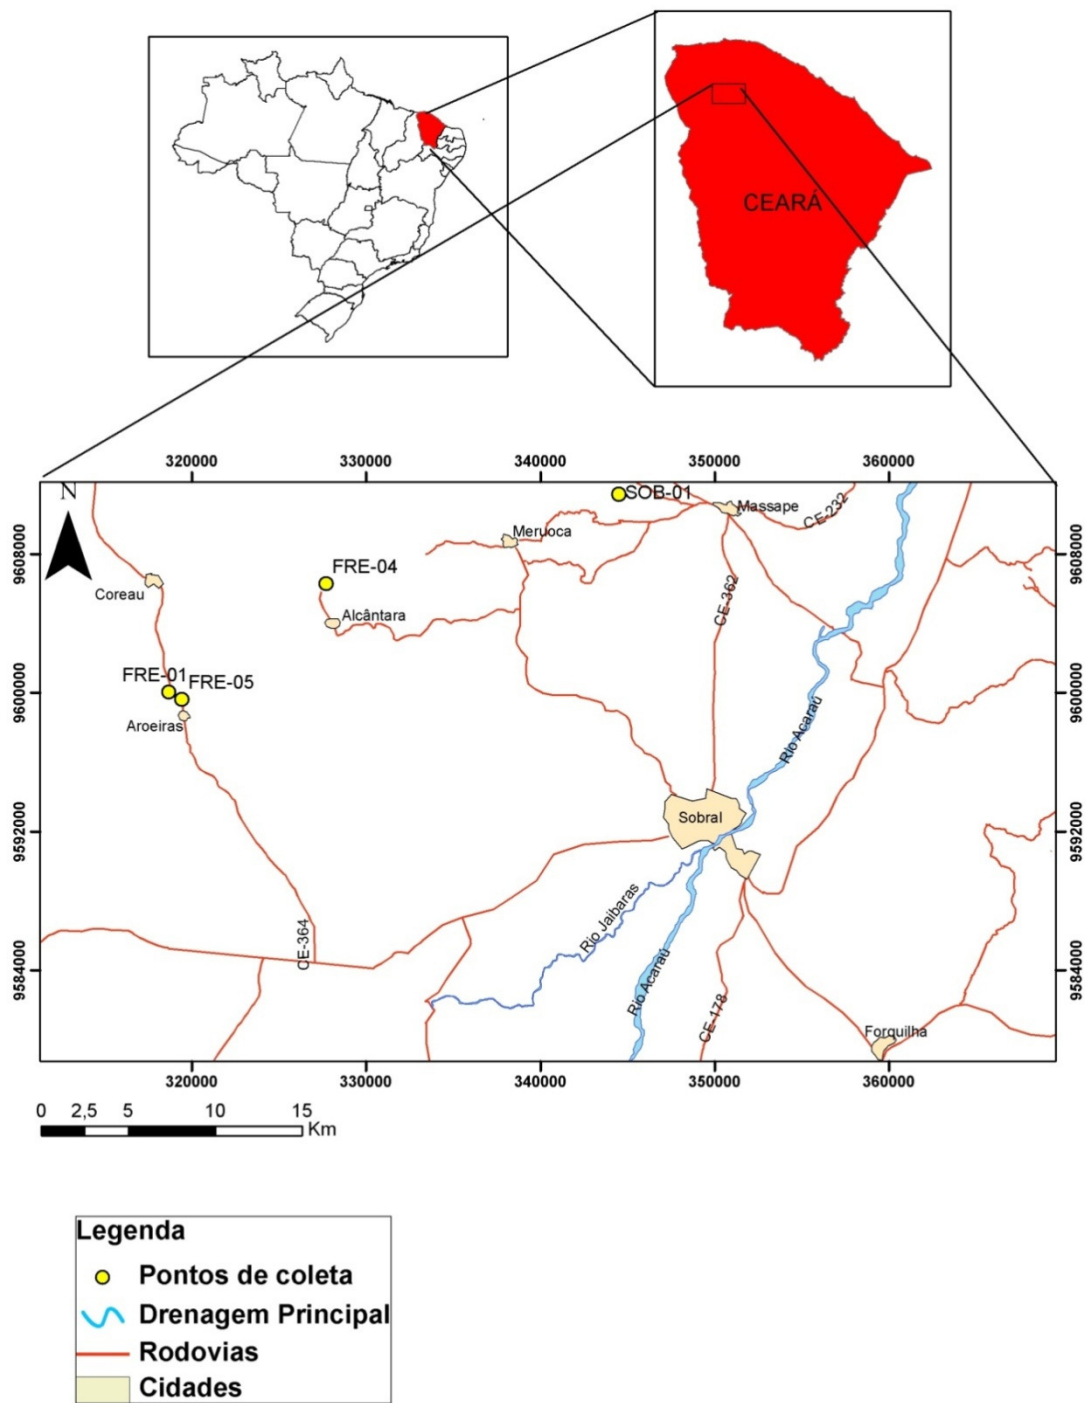 CEARÁ
320000
330000
340000
350000
360000
N
SOB-01
Massape
CE-232
Meruoca
9608000
9608000
FRE-04
Coreau
Alcântara
CE-362
FRE-01
FRE-05
9600000
9600000
Aroeiras
Rio Acaraú
Sobral
9592000
9592000
Rio Jaibaras
CE-364
Rio Acaraú
9584000
9584000
CE-178
Forquilha
320000
330000
340000
350000
360000
0 2,5 5 10 15
Km
Legenda
Pontos de coleta
Drenagem Principal
Rodovias
Cidades